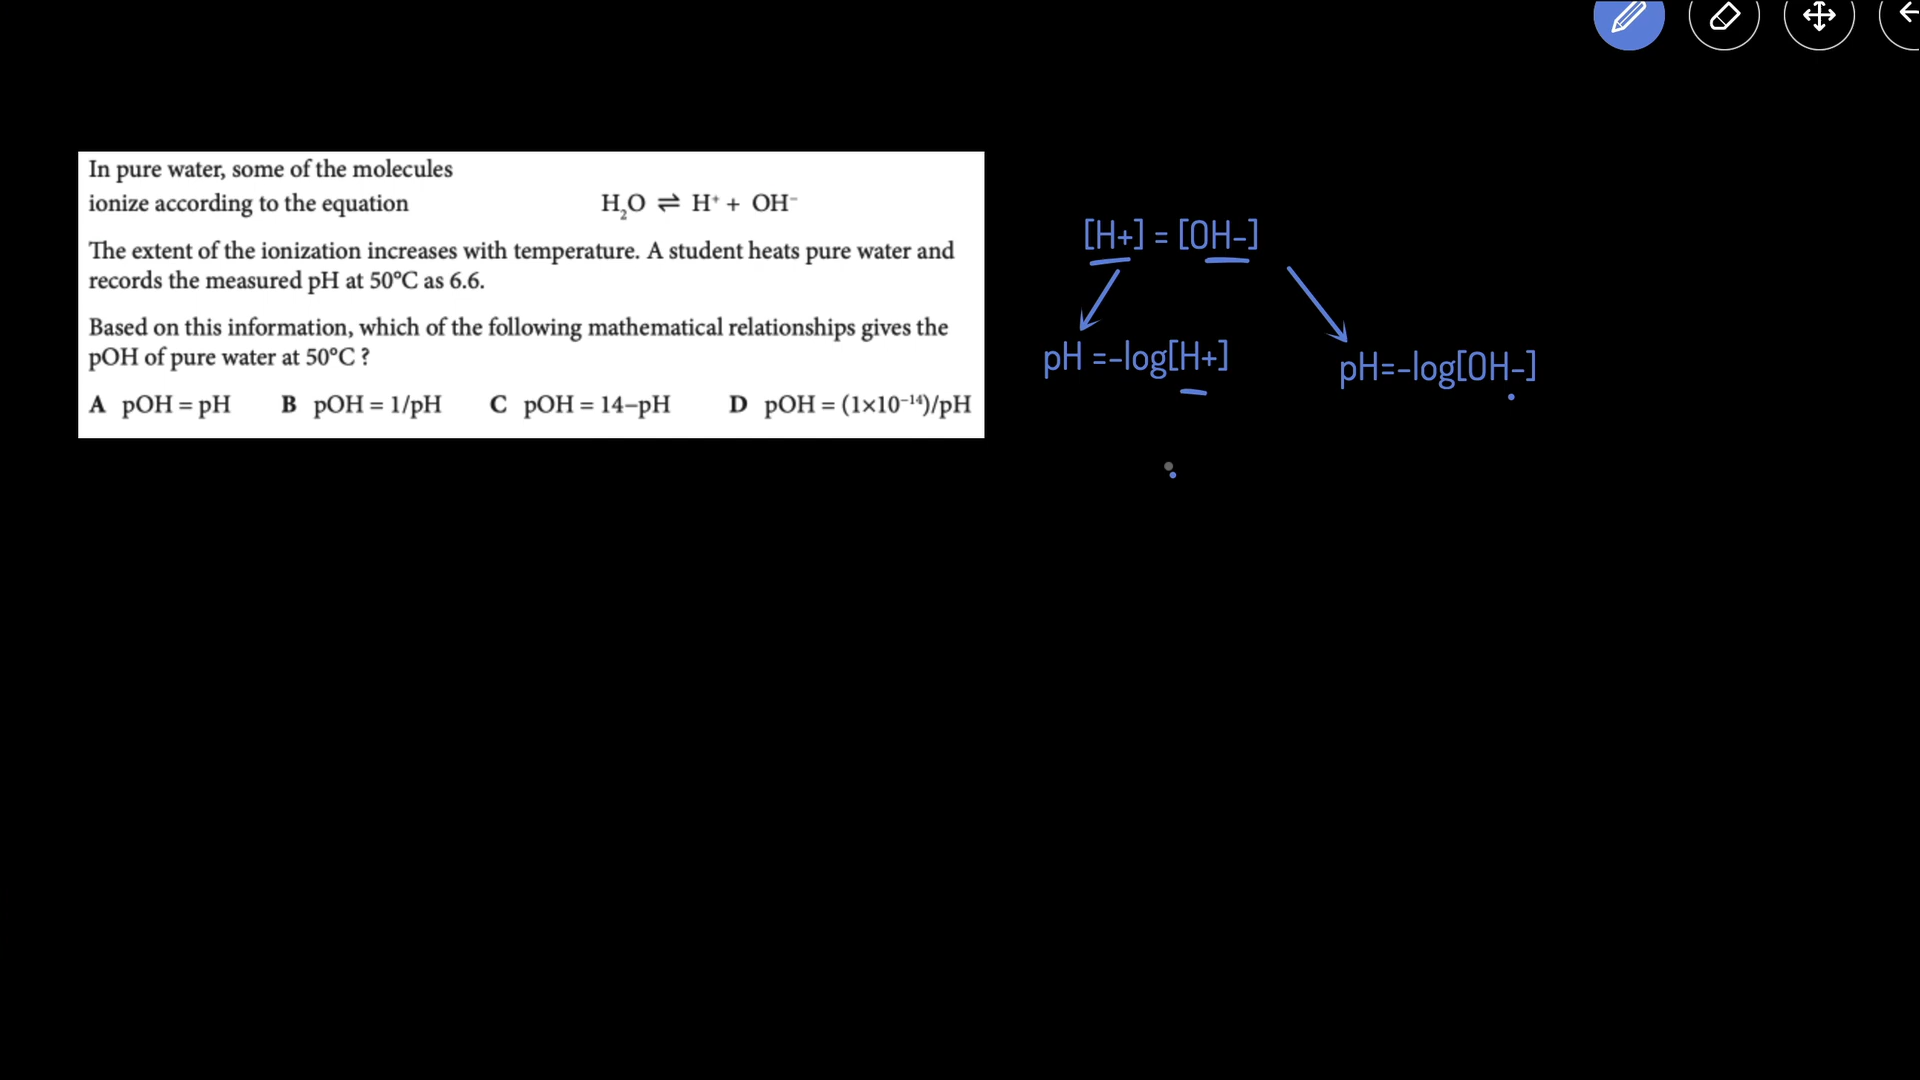 In pure water, some of the molecules
ionize according to the equation H₂O ⇌ H⁺ + OH⁻
The extent of the ionization increases with temperature. A student heats pure water and
records the measured pH at 50°C as 6.6.
Based on this information, which of the following mathematical relationships gives the
pOH of pure water at 50°C ?
A pOH = pH B pOH = 1/pH C pOH = 14–pH D pOH = (1×10⁻¹⁴)/pH
[H+] = [OH-]
pH =-log[H+]
pH=-log[OH-]